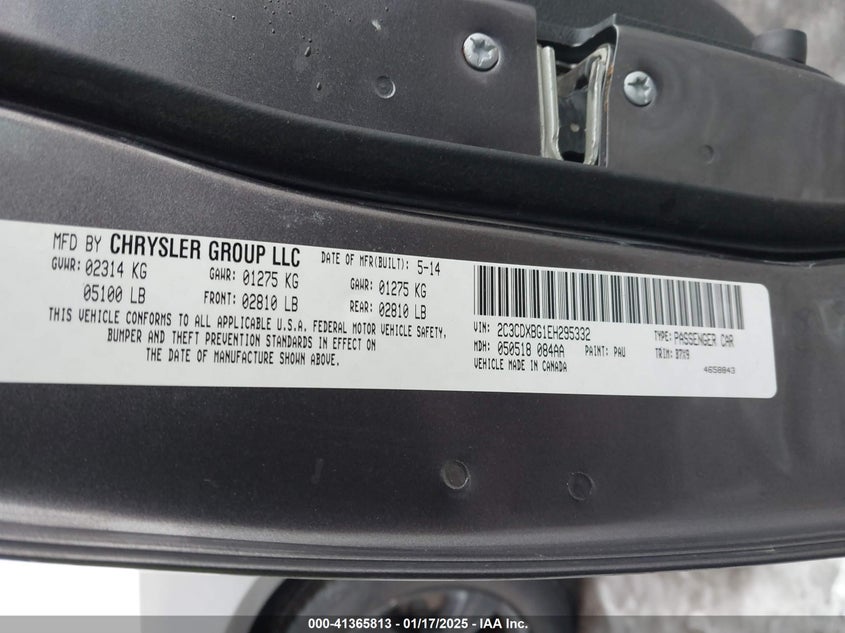 MFD BY CHRYSLER GROUP LLC DATE OF MFR(BUILT): 5-14
GVWR: 02314 KG GAWR: 01275 KG GAWR: 01275 KG
05100 LB FRONT: 02810 LB REAR: 02810 LB
THIS VEHICLE CONFORMS TO ALL APPLICABLE U.S.A. FEDERAL MOTOR VEHICLE SAFETY,
BUMPER AND THEFT PREVENTION STANDARDS IN EFFECT ON
THE DATE OF MANUFACTURE SHOWN ABOVE.
VIN: 2C3CDXBG1EH295332 TYPE: PASSENGER CAR
MDH: 050518 084AA PAINT: PAU TRIM: B7X9
VEHICLE MADE IN CANADA 4658843
000-41365813 - 01/17/2025 - © IAA Inc.